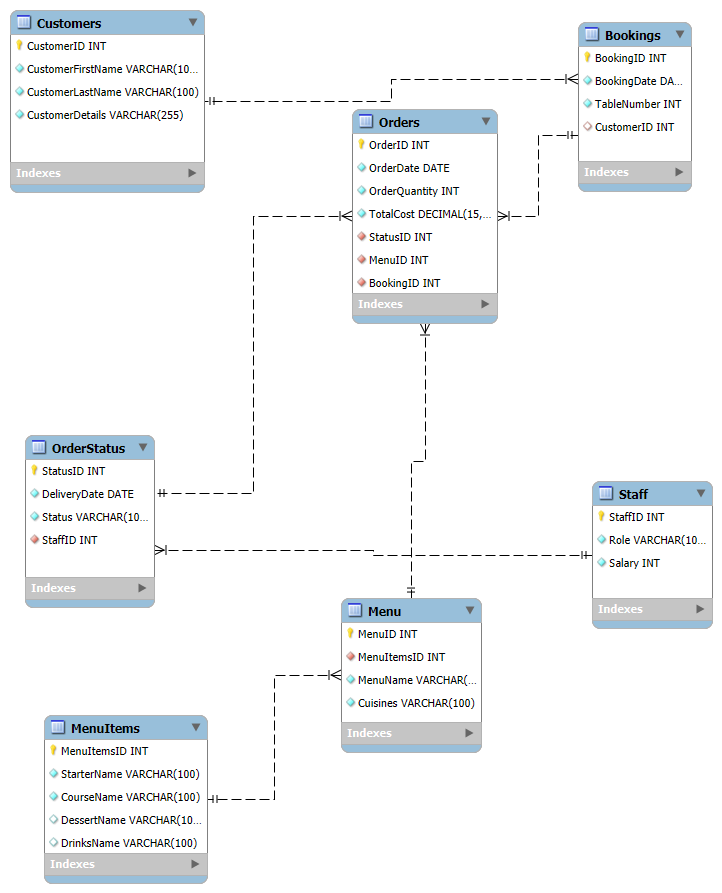 Customers
CustomerID INT
CustomerFirstName VARCHAR(10...
CustomerLastName VARCHAR(100)
CustomerDetails VARCHAR(255)
Indexes
Bookings
BookingID INT
BookingDate DA...
TableNumber INT
CustomerID INT
Indexes
Orders
OrderID INT
OrderDate DATE
OrderQuantity INT
TotalCost DECIMAL(15,...
StatusID INT
MenuID INT
BookingID INT
Indexes
OrderStatus
StatusID INT
DeliveryDate DATE
Status VARCHAR(10...
StaffID INT
Indexes
Staff
StaffID INT
Role VARCHAR(10...
Salary INT
Indexes
Menu
MenuID INT
MenuItemsID INT
MenuName VARCHAR(...
Cuisines VARCHAR(100)
Indexes
MenuItems
MenuItemsID INT
StarterName VARCHAR(100)
CourseName VARCHAR(100)
DessertName VARCHAR(10...
DrinksName VARCHAR(100)
Indexes